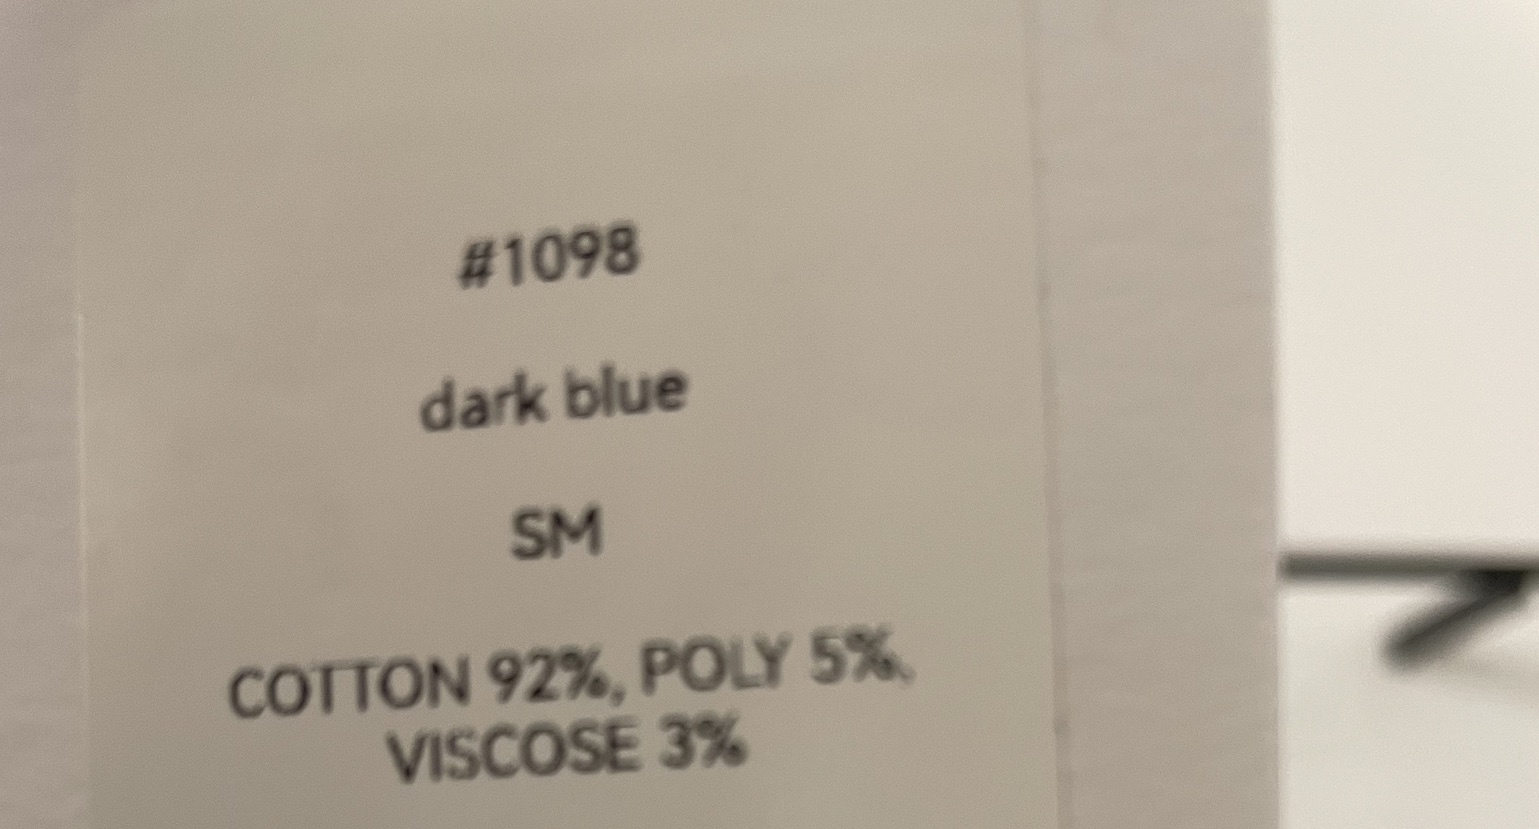 #1098
dark blue
SM
COTTON 92%, POLY 5%,
VISCOSE 3%